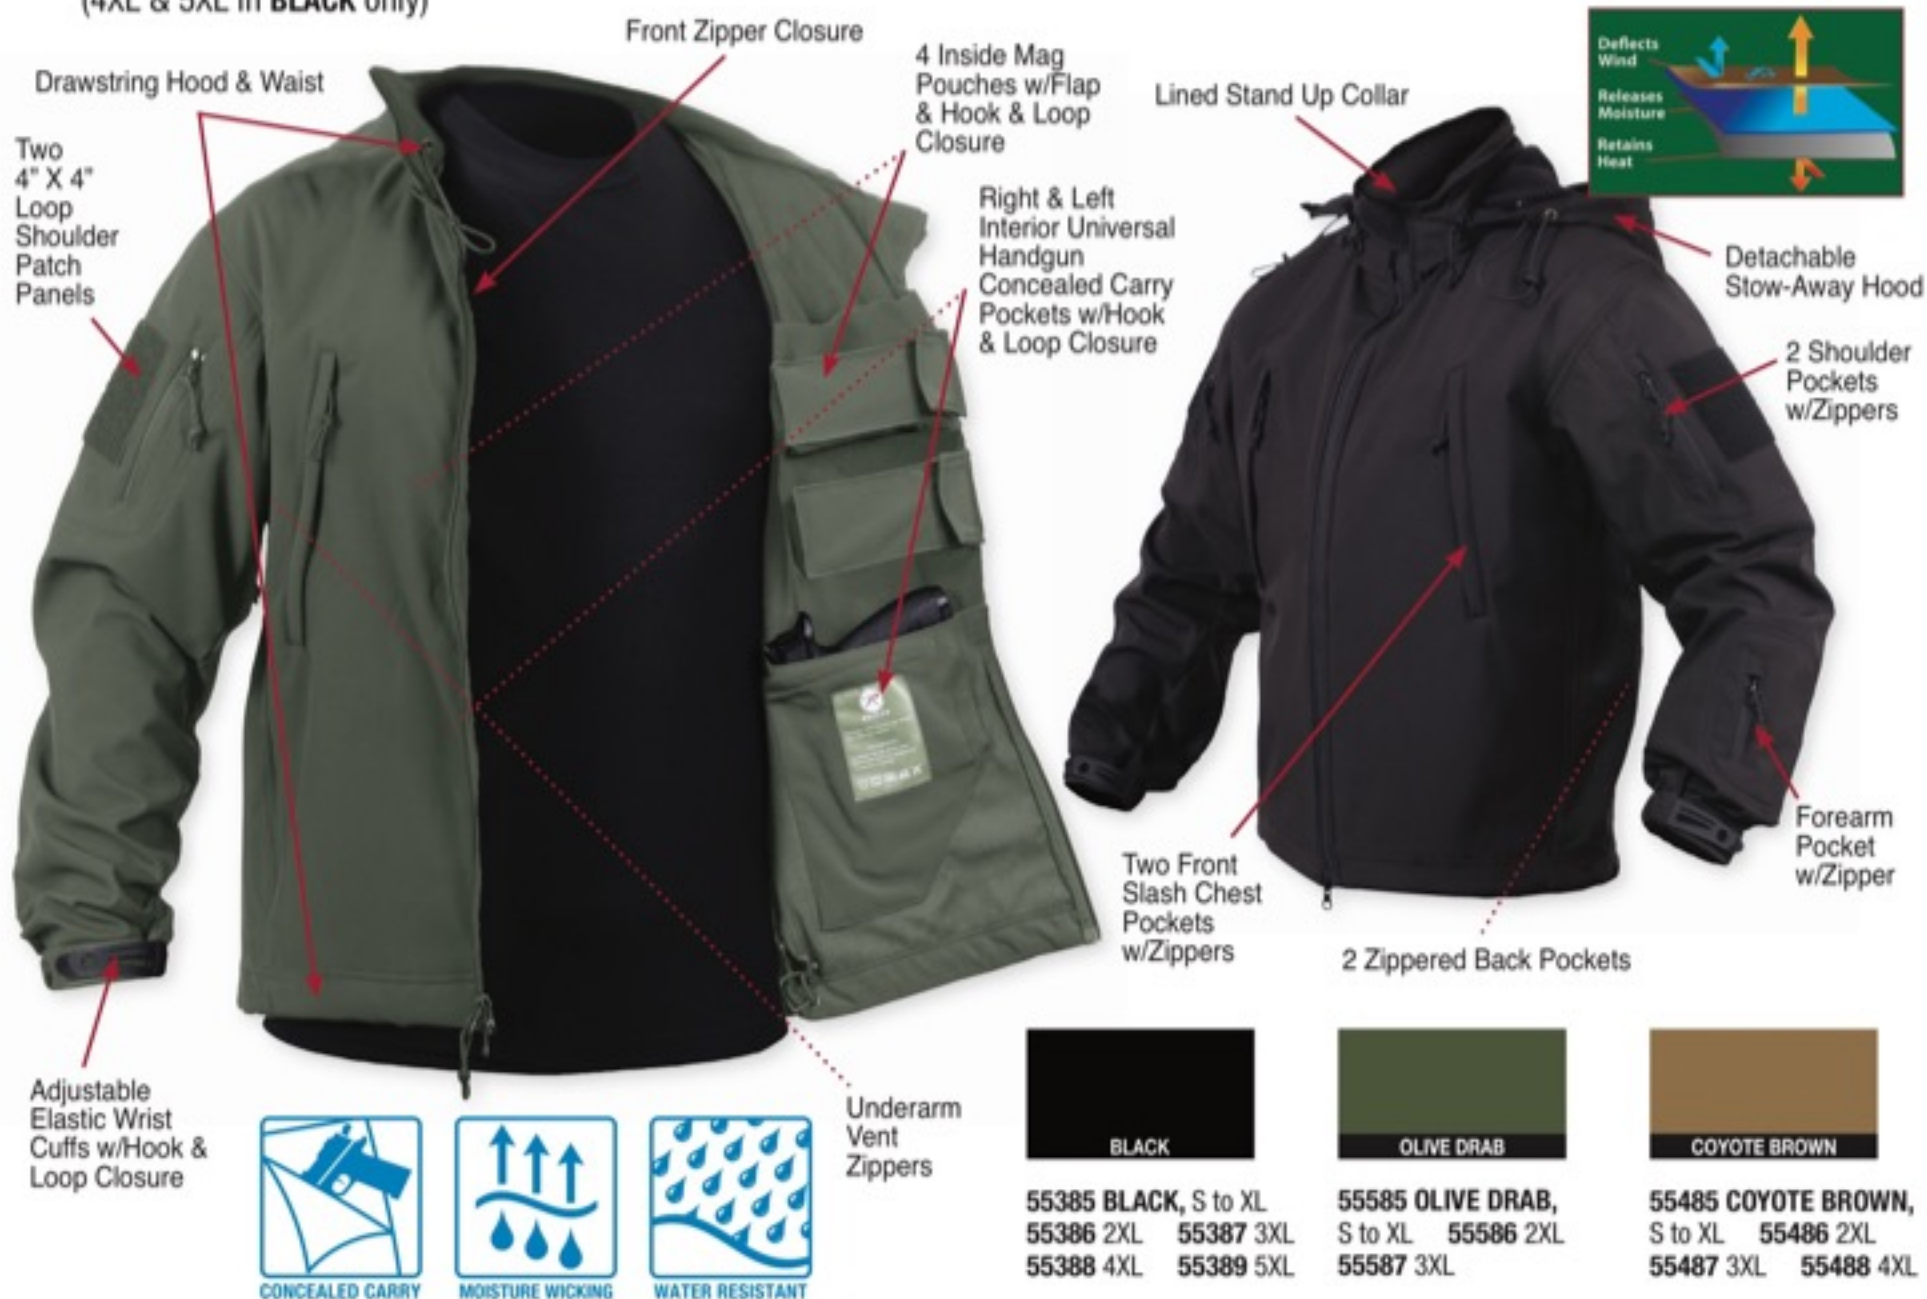 (4XL & 5XL in BLACK only)
Front Zipper Closure
Drawstring Hood & Waist
4 Inside Mag
Pouches w/Flap
& Hook & Loop
Closure
Two
4" X 4"
Loop
Shoulder
Patch
Panels
Right & Left
Interior Universal
Handgun
Concealed Carry
Pockets w/Hook
& Loop Closure
Lined Stand Up Collar
Deflects
Wind
Releases
Moisture
Retains
Heat
Detachable
Stow-Away Hood
2 Shoulder
Pockets
w/Zippers
Forearm
Pocket
w/Zipper
Two Front
Slash Chest
Pockets
w/Zippers
2 Zippered Back Pockets
Adjustable
Elastic Wrist
Cuffs w/Hook &
Loop Closure
Underarm
Vent
Zippers
CONCEALED CARRY
MOISTURE WICKING
WATER RESISTANT
BLACK
55385 BLACK, S to XL
55386 2XL 55387 3XL
55388 4XL 55389 5XL
OLIVE DRAB
55585 OLIVE DRAB,
S to XL 55586 2XL
55587 3XL
COYOTE BROWN
55485 COYOTE BROWN,
S to XL 55486 2XL
55487 3XL 55488 4XL